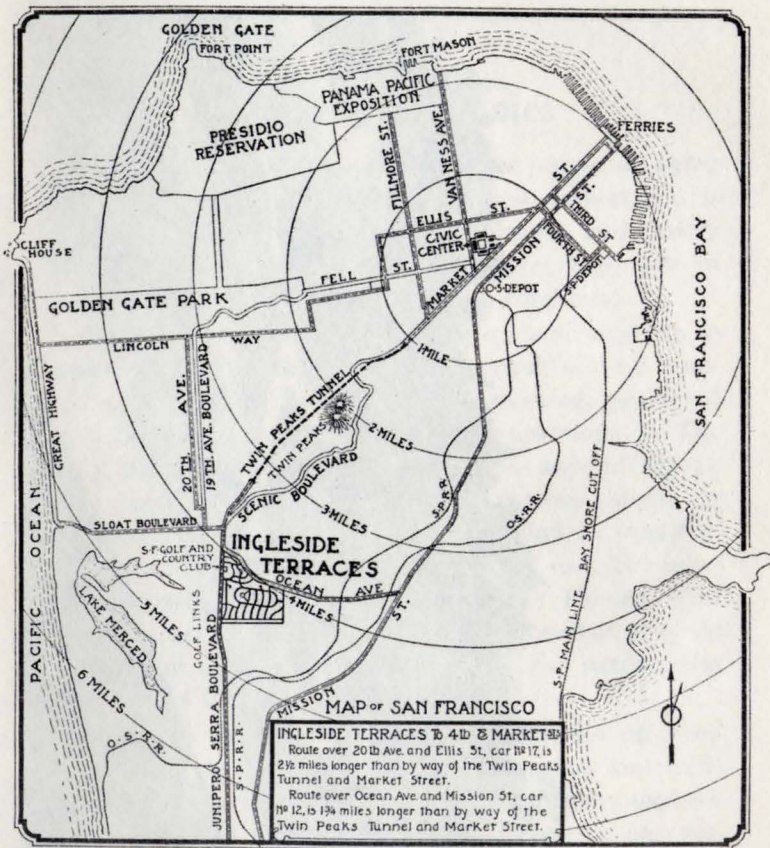 GOLDEN GATE
FORT POINT
FORT MASON
PANAMA PACIFIC
EXPOSITION
PRESIDIO
RESERVATION
FILLMORE ST.
VAN NESS AVE.
FERRIES
ST.
ST.
THIRD ST
FOURTH ST
S-P-DEPOT
ELLIS ST.
CIVIC
CENTER
MARKET
MISSION
O-S-DEPOT
CLIFF
HOUSE
FELL ST.
GOLDEN GATE PARK
SAN FRANCISCO BAY
LINCOLN WAY
1 MILE
GREAT HIGHWAY
20TH AVE.
19TH AVE. BOULEVARD
TWIN PEAKS TUNNEL
TWIN PEAKS
2 MILES
SCENIC BOULEVARD
3 MILES
S-P-R-R-
O-S-R-R-
BAY SHORE CUT OFF
S-P-MAIN LINE
PACIFIC OCEAN
SLOAT BOULEVARD
INGLESIDE
TERRACES
S-F-GOLF AND
COUNTRY
CLUB
OCEAN AVE
4 MILES
LAKE MERCED
5 MILES
GOLF LINKS
6 MILES
O-S-R-R-
JUNIPERO SERRA BOULEVARD
S-P-R-R-
MISSION ST.
MAP OF SAN FRANCISCO
INGLESIDE TERRACES TO 4th & MARKET STS
Route over 20th Ave. and Ellis St., car No 17, is
2½ miles longer than by way of the Twin Peaks
Tunnel and Market Street.
Route over Ocean Ave. and Mission St., car
No 12, is 1¾ miles longer than by way of the
Twin Peaks Tunnel and Market Street.